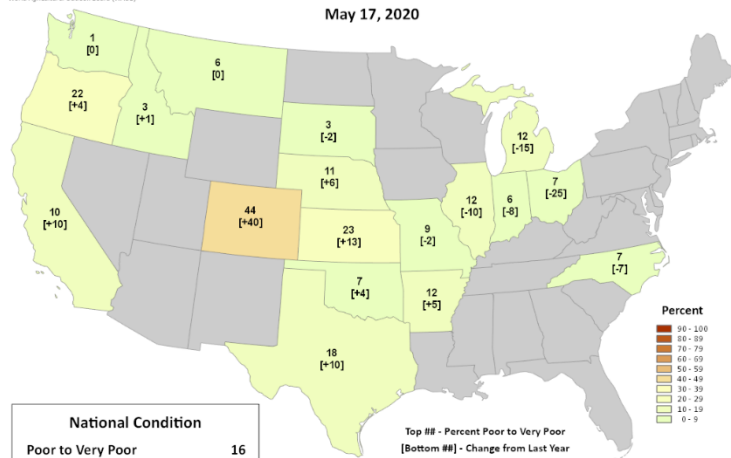 May 17, 2020
1
[0]
6
[0]
22
[+4]
3
[+1]
3
[-2]
12
[-15]
11
[+6]
10
[+10]
44
[+40]
23
[+13]
9
[-2]
12
[-10]
6
[-8]
7
[-25]
7
[+4]
12
[+5]
7
[-7]
18
[+10]
Percent
90 - 100
80 - 89
70 - 79
60 - 69
50 - 59
40 - 49
30 - 39
20 - 29
10 - 19
0 - 9
National Condition
Poor to Very Poor 16
Top ## - Percent Poor to Very Poor
[Bottom ##] - Change from Last Year